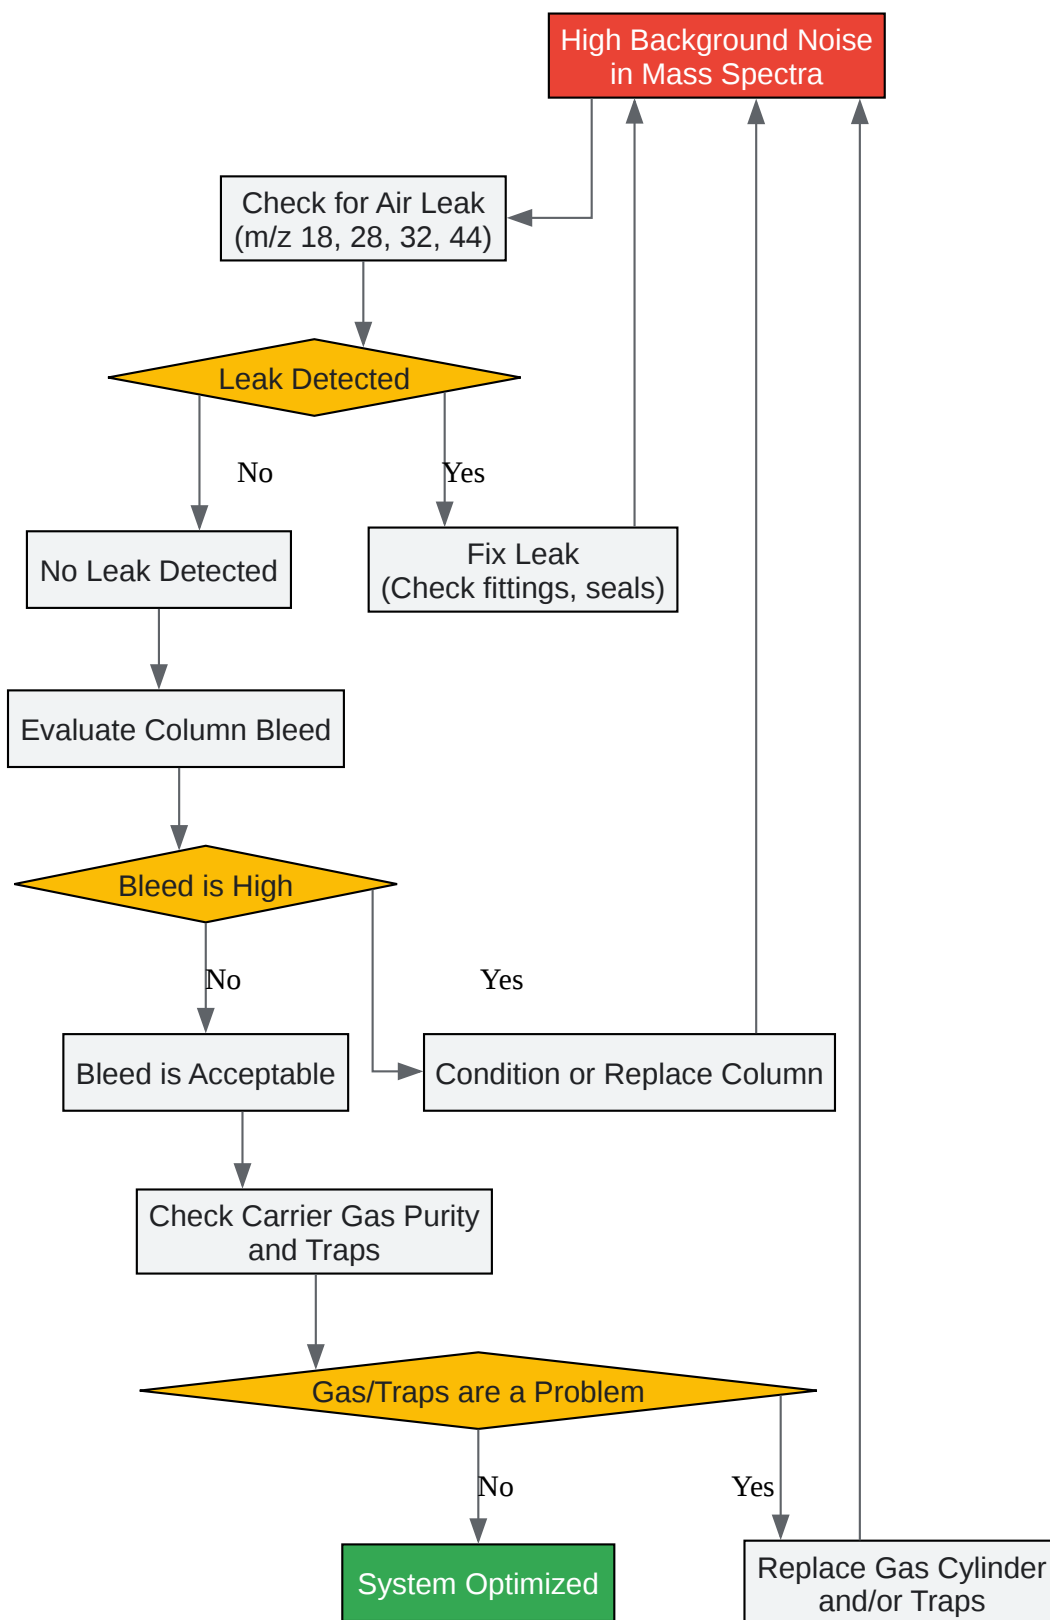 High Background Noise
in Mass Spectra
Check for Air Leak
(m/z 18, 28, 32, 44)
Leak Detected
No
Yes
No Leak Detected
Fix Leak
(Check fittings, seals)
Evaluate Column Bleed
Bleed is High
No
Yes
Bleed is Acceptable
Condition or Replace Column
Check Carrier Gas Purity
and Traps
Gas/Traps are a Problem
No
Yes
System Optimized
Replace Gas Cylinder
and/or Traps